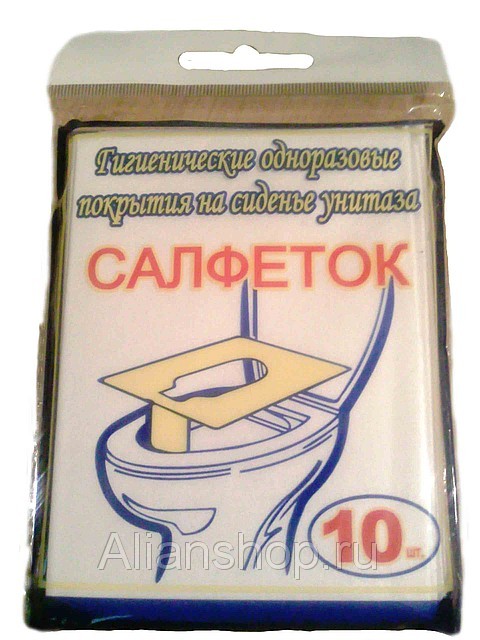 Гигиенические одноразовые
покрытия на сиденье унитаза
САЛФЕТОК
10 шт.
Alianshop.ru